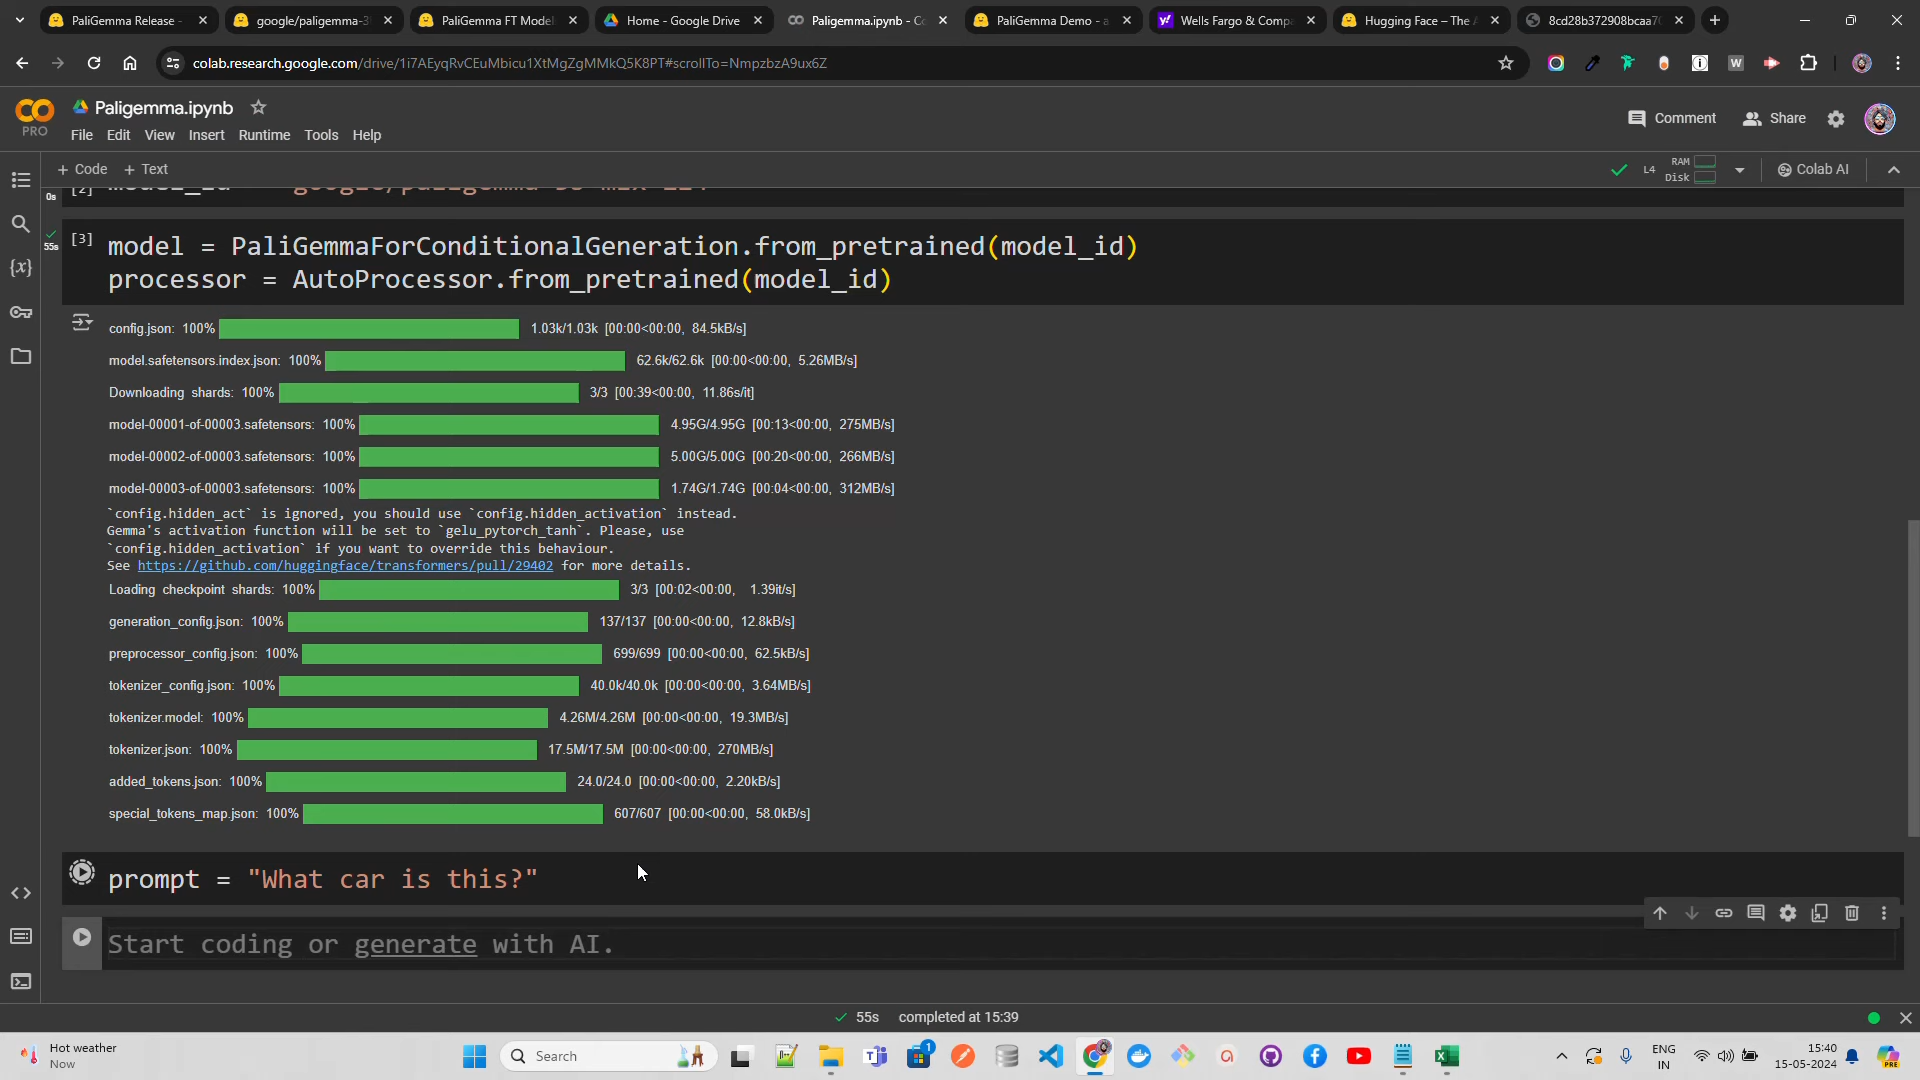 PaliGemma Release -
google/paligemma-3
PaliGemma FT Model
Home - Google Drive
Paligemma.ipynb - Co
PaliGemma Demo - a
Wells Fargo & Compa
Hugging Face – The A
8cd28b372908bcaa7
colab.research.google.com/drive/1i7AEyqRvCEuMbicu1XtMgZgMMkQ5K8PT#scrollTo=NmpzbzA9ux6Z
PRO
Paligemma.ipynb
File Edit View Insert Runtime Tools Help
Comment Share
+ Code + Text
L4 RAM Disk
Colab AI
[2] model_id
0s
[3] model = PaliGemmaForConditionalGeneration.from_pretrained(model_id)
55s
processor = AutoProcessor.from_pretrained(model_id)
config.json: 100% 1.03k/1.03k [00:00<00:00, 84.5kB/s]
model.safetensors.index.json: 100% 62.6k/62.6k [00:00<00:00, 5.26MB/s]
Downloading shards: 100% 3/3 [00:39<00:00, 11.86s/it]
model-00001-of-00003.safetensors: 100% 4.95G/4.95G [00:13<00:00, 275MB/s]
model-00002-of-00003.safetensors: 100% 5.00G/5.00G [00:20<00:00, 266MB/s]
model-00003-of-00003.safetensors: 100% 1.74G/1.74G [00:04<00:00, 312MB/s]
`config.hidden_act` is ignored, you should use `config.hidden_activation` instead.
Gemma's activation function will be set to `gelu_pytorch_tanh`. Please, use
`config.hidden_activation` if you want to override this behaviour.
See https://github.com/huggingface/transformers/pull/29402 for more details.
Loading checkpoint shards: 100% 3/3 [00:02<00:00, 1.39it/s]
generation_config.json: 100% 137/137 [00:00<00:00, 12.8kB/s]
preprocessor_config.json: 100% 699/699 [00:00<00:00, 62.5kB/s]
tokenizer_config.json: 100% 40.0k/40.0k [00:00<00:00, 3.64MB/s]
tokenizer.model: 100% 4.26M/4.26M [00:00<00:00, 19.3MB/s]
tokenizer.json: 100% 17.5M/17.5M [00:00<00:00, 270MB/s]
added_tokens.json: 100% 24.0/24.0 [00:00<00:00, 2.20kB/s]
special_tokens_map.json: 100% 607/607 [00:00<00:00, 58.0kB/s]
prompt = "What car is this?"
Start coding or generate with AI.
55s completed at 15:39
Hot weather
Now
Search
1
ENG
IN
15:40
15-05-2024
PRE